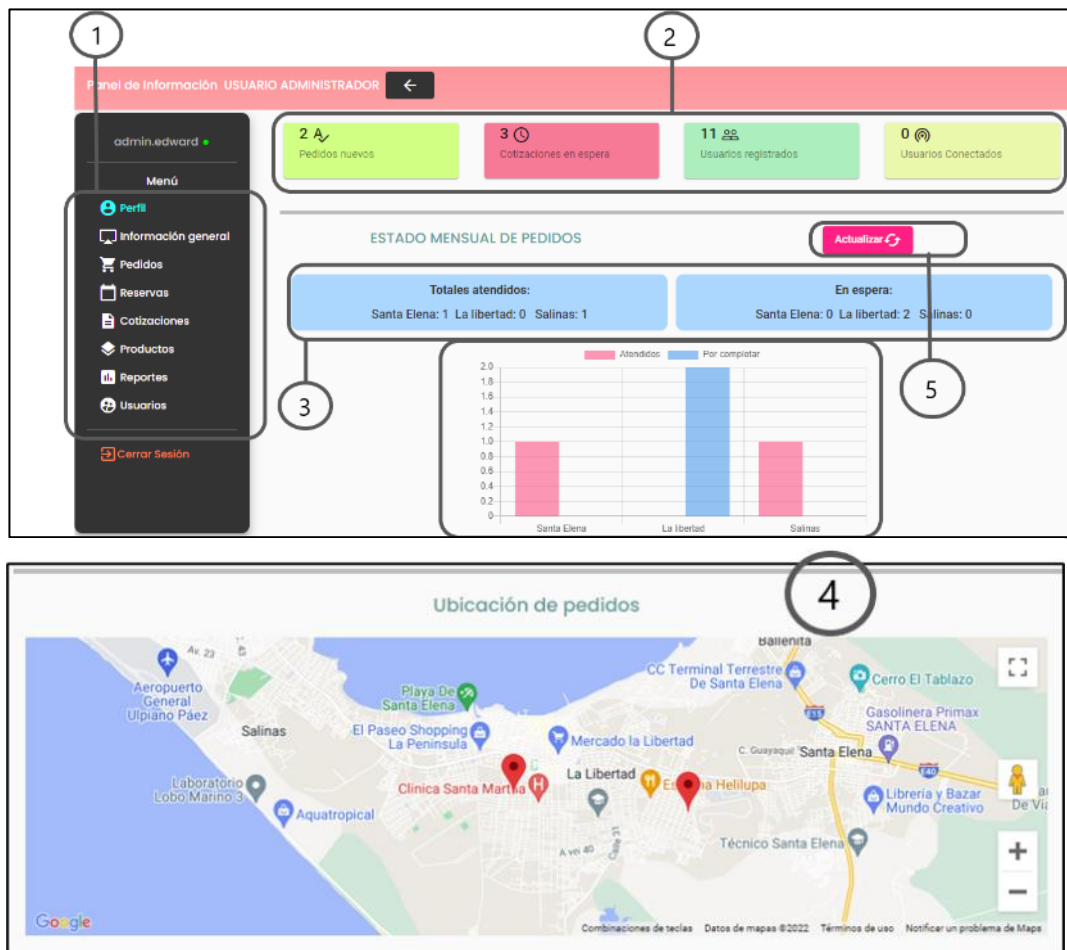 1
2
Panel de Información USUARIO ADMINISTRADOR
admin.edward
Menú
Perfil
Información general
Pedidos
Reservas
Cotizaciones
Productos
Reportes
Usuarios
Cerrar Sesión
2
Pedidos nuevos
3
Cotizaciones en espera
11
Usuarios registrados
0
Usuarios Conectados
ESTADO MENSUAL DE PEDIDOS
Actualizar
Totales atendidos:
Santa Elena: 1 La libertad: 0 Salinas: 1
En espera:
Santa Elena: 0 La libertad: 2 Salinas: 0
3
5
Atendidos Por completar
2.0
1.8
1.6
1.4
1.2
1.0
0.8
0.6
0.4
0.2
0
Santa Elena La libertad Salinas
4
Ubicación de pedidos
Av. 23
Ballenita
Aeropuerto
General
Ulpiano Páez
Salinas
Playa De
Santa Elena
CC Terminal Terrestre
De Santa Elena
Cerro El Tablazo
El Paseo Shopping
La Peninsula
Mercado la Libertad
E15
Gasolinera Primax
SANTA ELENA
C. Guayaquil
Santa Elena
E40
Laboratorio
Lobo Marino 3
Clinica Santa Martha
H
La Libertad
Helilupa
Librería y Bazar
Mundo Creativo
De
Aquatropical
Calle 31
Técnico Santa Elena
Google
Combinaciones de teclas Datos de mapas ©2022 Términos de uso Notificar un problema de Maps